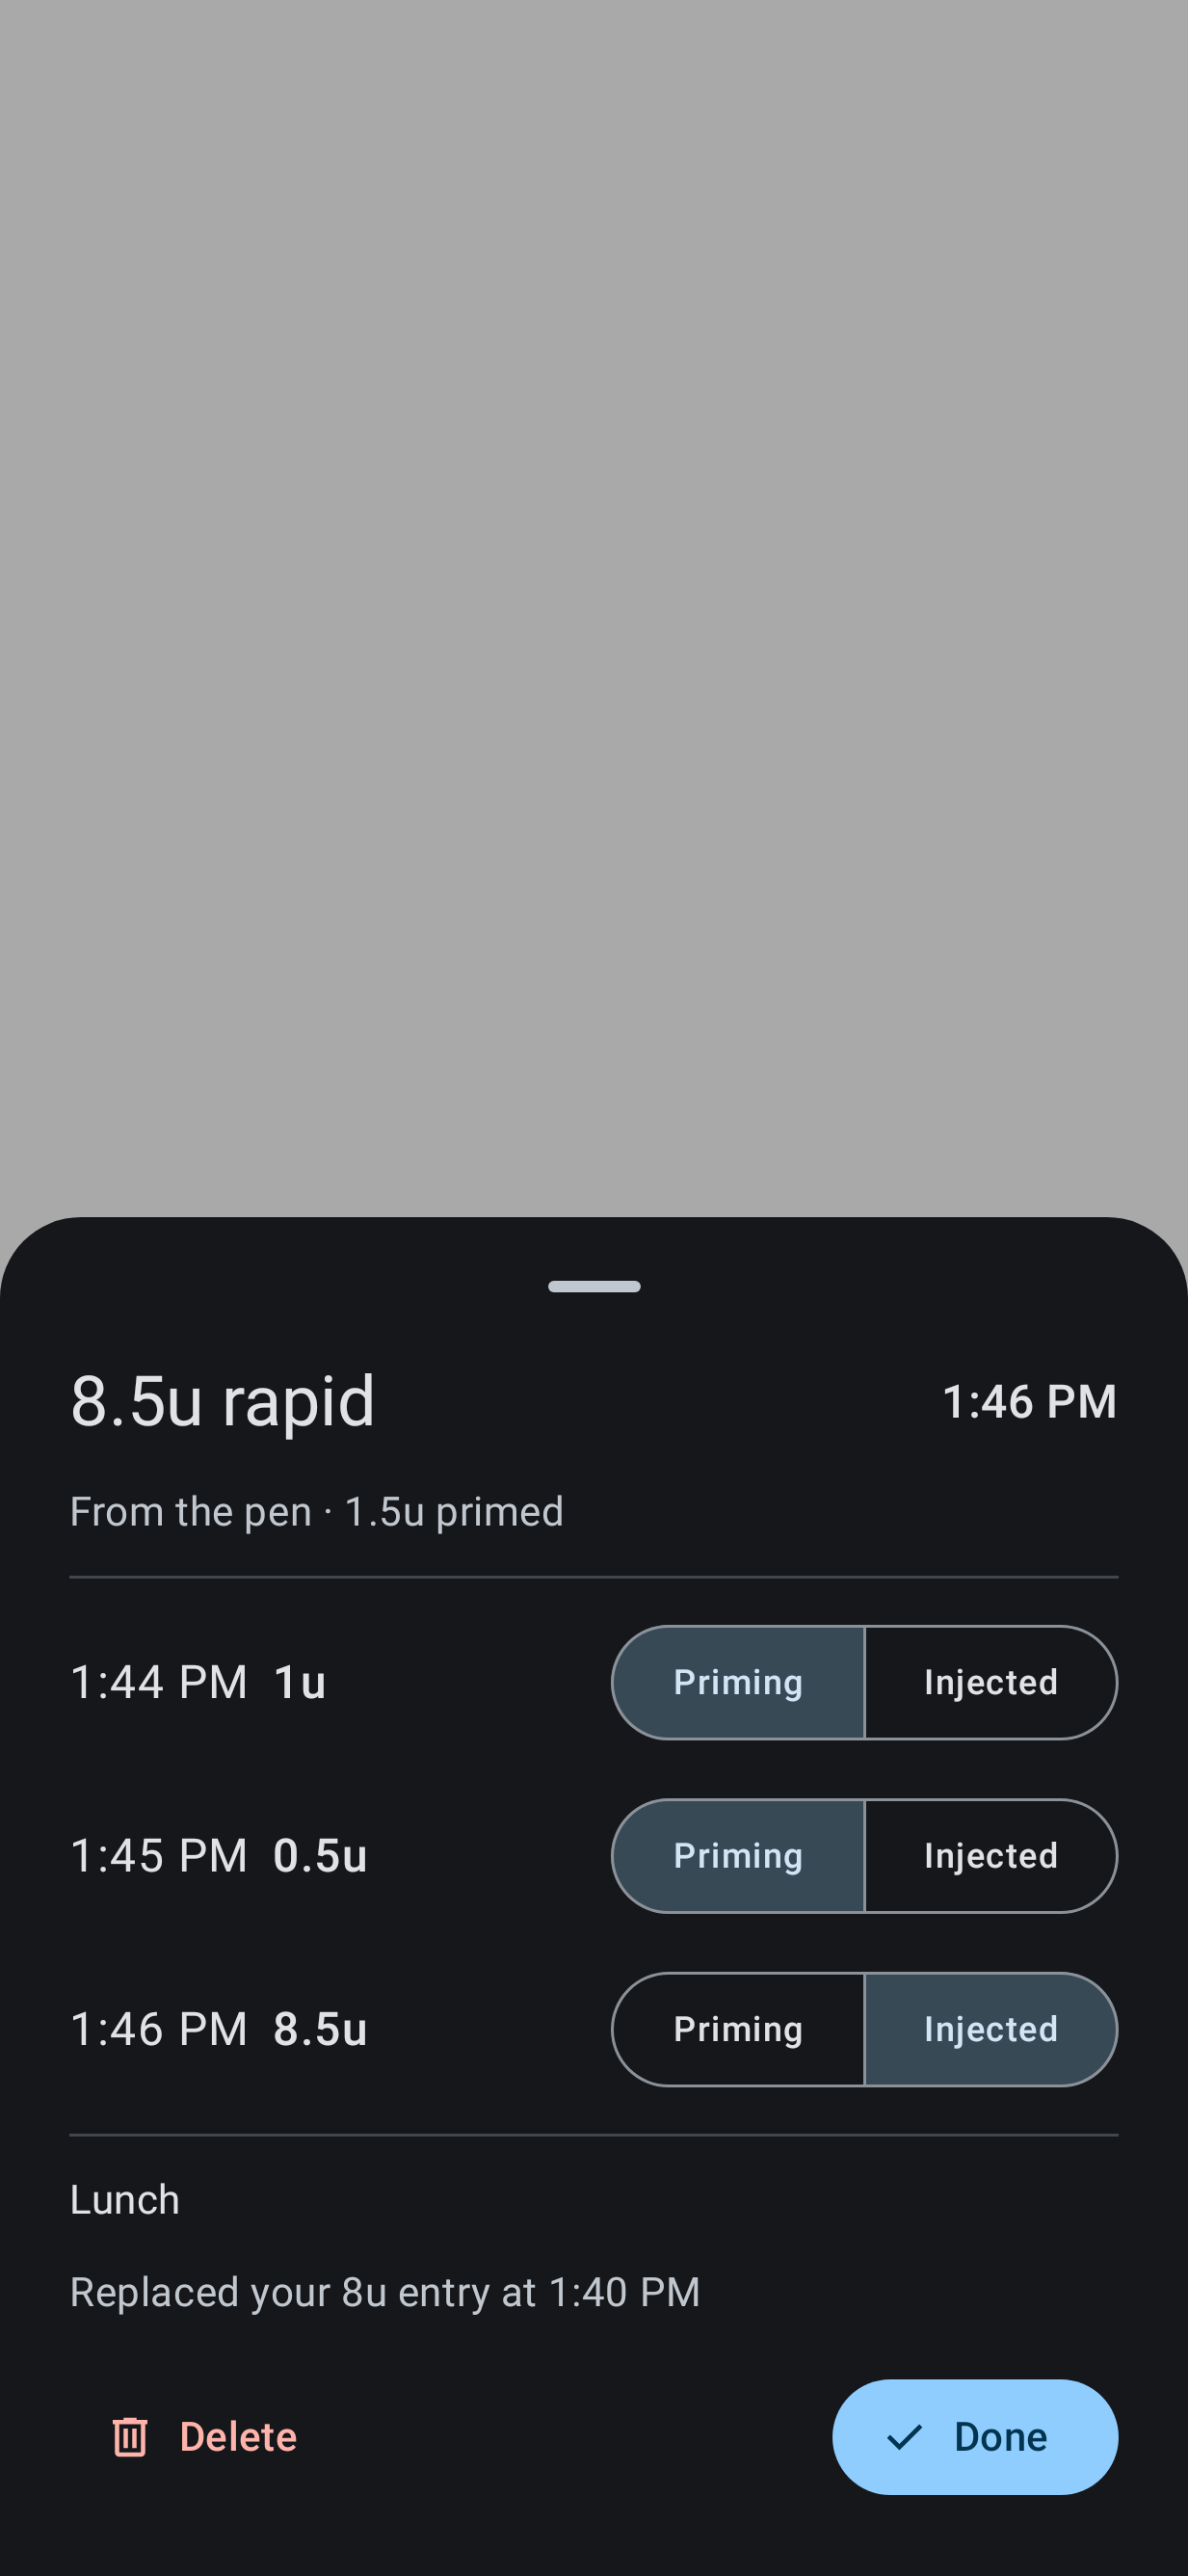 8.5u rapid 1:46 PM
From the pen · 1.5u primed
1:44 PM 1u Priming Injected
1:45 PM 0.5u Priming Injected
1:46 PM 8.5u Priming Injected
Lunch
Replaced your 8u entry at 1:40 PM
Delete Done